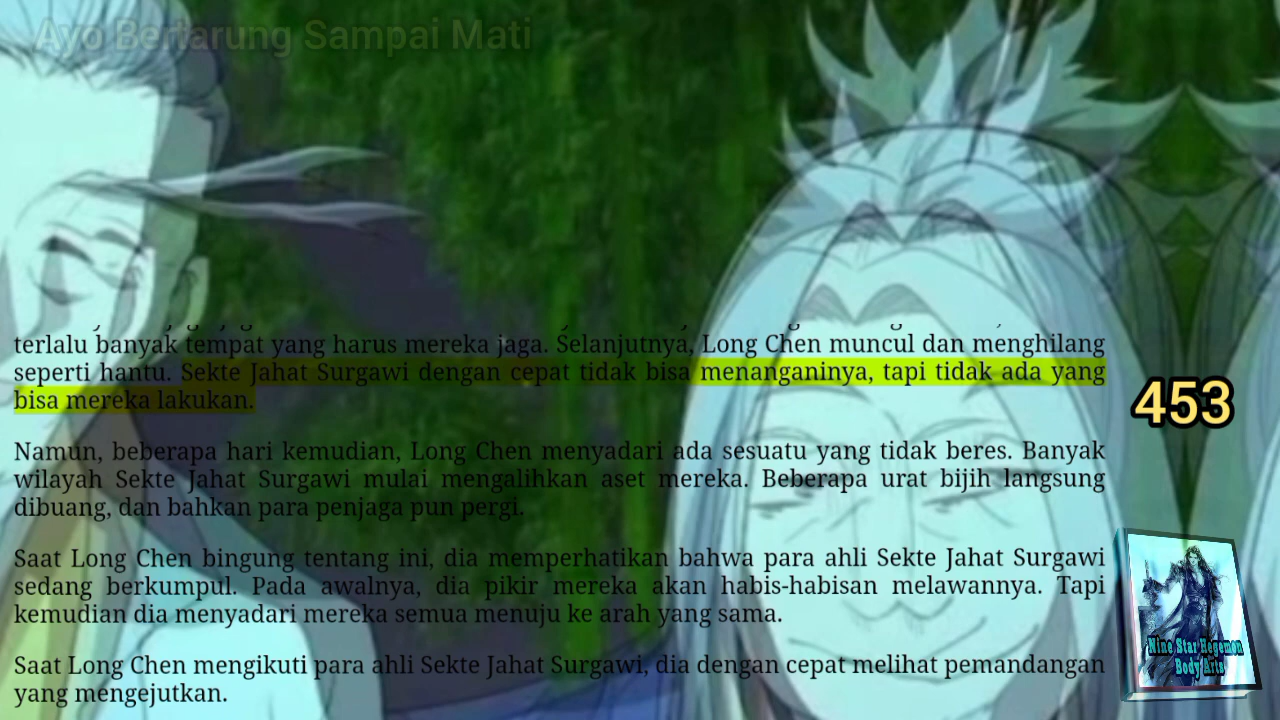 Ayo Bertarung Sampai Mati
terlalu banyak tempat yang harus mereka jaga. Selanjutnya, Long Chen muncul dan menghilang
seperti hantu. Sekte Jahat Surgawi dengan cepat tidak bisa menanganinya, tapi tidak ada yang
bisa mereka lakukan.
453
Namun, beberapa hari kemudian, Long Chen menyadari ada sesuatu yang tidak beres. Banyak
wilayah Sekte Jahat Surgawi mulai mengalihkan aset mereka. Beberapa urat bijih langsung
dibuang, dan bahkan para penjaga pun pergi.
Saat Long Chen bingung tentang ini, dia memperhatikan bahwa para ahli Sekte Jahat Surgawi
sedang berkumpul. Pada awalnya, dia pikir mereka akan habis-habisan melawannya. Tapi
kemudian dia menyadari mereka semua menuju ke arah yang sama.
Saat Long Chen mengikuti para ahli Sekte Jahat Surgawi, dia dengan cepat melihat pemandangan
yang mengejutkan.
Nine Star Hegemon
Body Arts